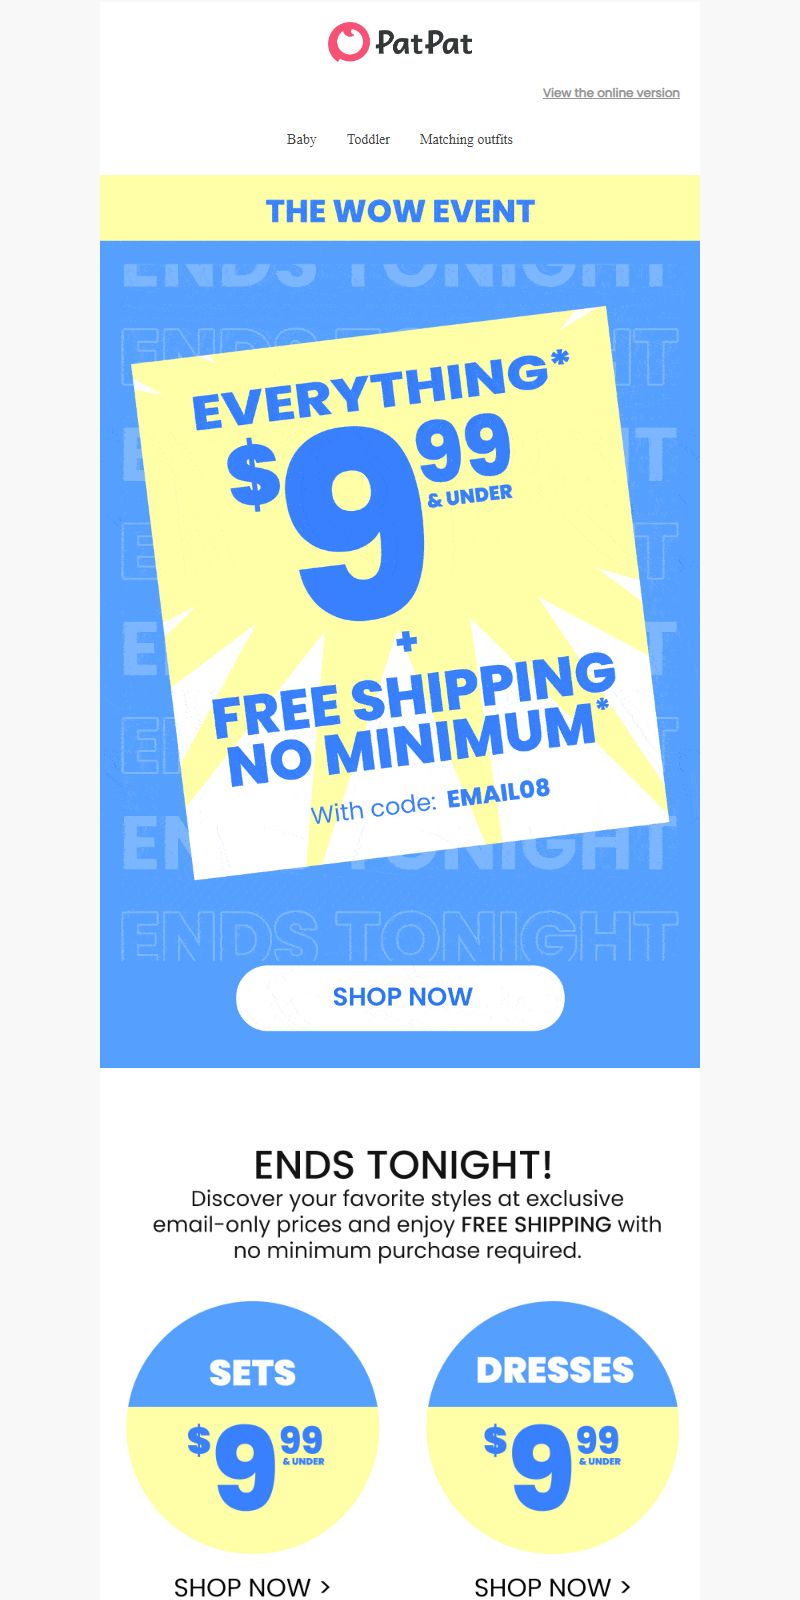 PatPat
View the online version
Baby Toddler Matching outfits
THE WOW EVENT
ENDS TONIGHT
EVERYTHING*
$9.99
& UNDER
+
FREE SHIPPING
NO MINIMUM*
With code: EMAIL08
ENDS TONIGHT
SHOP NOW
ENDS TONIGHT!
Discover your favorite styles at exclusive
email-only prices and enjoy FREE SHIPPING with
no minimum purchase required.
SETS DRESSES
$9 99 $9 99
& UNDER & UNDER
SHOP NOW > SHOP NOW >